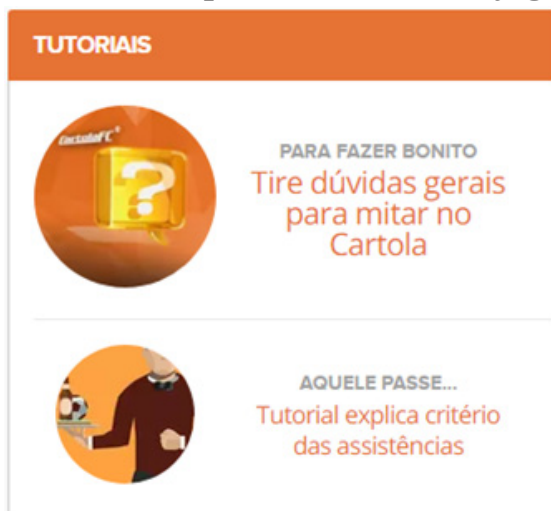 TUTORIAIS
CartolaFC
?
PARA FAZER BONITO
Tire dúvidas gerais
para mitar no
Cartola
AQUELE PASSE...
Tutorial explica critério
das assistências